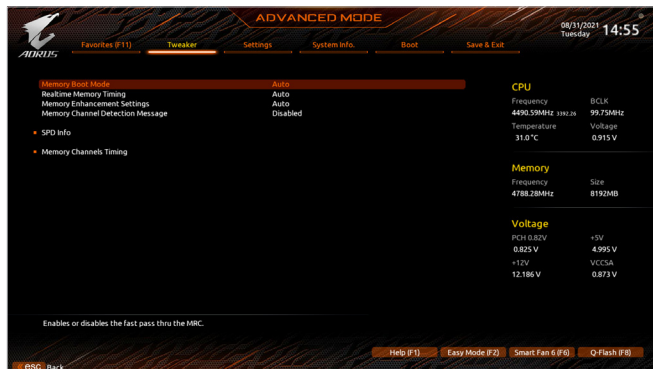 ADVANCED MODE
08/31/2021 Tuesday 14:55
AORUS
Favorites (F11) Tweaker Settings System Info. Boot Save & Exit
Memory Boot Mode Auto
Realtime Memory Timing Auto
Memory Enhancement Settings Auto
Memory Channel Detection Message Disabled
SPD Info
Memory Channels Timing
CPU
Frequency BCLK
4490.59MHz 3392.26 99.75MHz
Temperature Voltage
31.0 °C 0.915 V
Memory
Frequency Size
4788.28MHz 8192MB
Voltage
PCH 0.82V +5V
0.825 V 4.995 V
+12V VCCSA
12.186 V 0.873 V
Enables or disables the fast pass thru the MRC.
Help (F1) Easy Mode (F2) Smart Fan 6 (F6) Q-Flash (F8)
esc Back